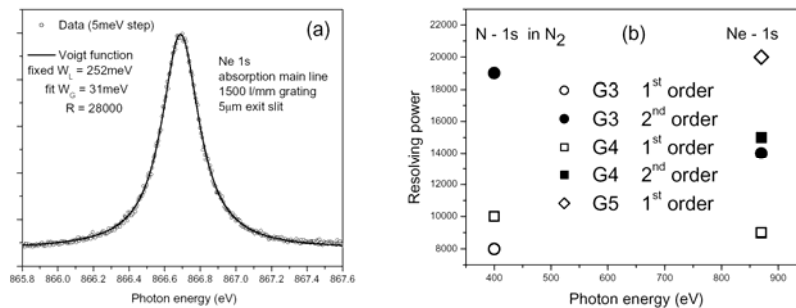 (a)
Data (5meV step)
Voigt function
fixed W_L = 252meV
fit W_G = 31meV
R = 28000
Ne 1s
absorption main line
1500 l/mm grating
5μm exit slit
865.8 866.0 866.2 866.4 866.6 866.8 867.0 867.2 867.4 867.6
Photon energy (eV)
N - 1s in N₂ (b) Ne - 1s
G3 1st order
G3 2nd order
G4 1st order
G4 2nd order
G5 1st order
22000
20000
18000
16000
14000
12000
10000
8000
Resolving power
400 500 600 700 800 900
Photon energy (eV)